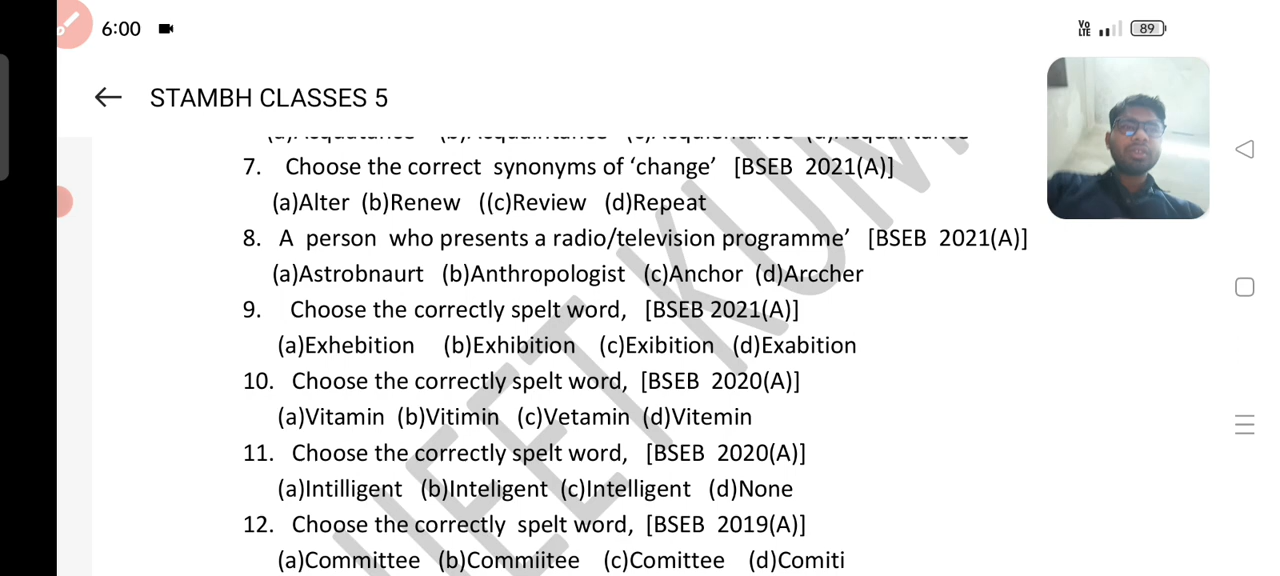 6:00
Vo LTE 89
STAMBH CLASSES 5
7. Choose the correct synonyms of ‘change’ [BSEB 2021(A)]
(a)Alter (b)Renew ((c)Review (d)Repeat
8. A person who presents a radio/television programme’ [BSEB 2021(A)]
(a)Astrobnaurt (b)Anthropologist (c)Anchor (d)Arccher
9. Choose the correctly spelt word, [BSEB 2021(A)]
(a)Exhebition (b)Exhibition (c)Exibition (d)Exabition
10. Choose the correctly spelt word, [BSEB 2020(A)]
(a)Vitamin (b)Vitimin (c)Vetamin (d)Vitemin
11. Choose the correctly spelt word, [BSEB 2020(A)]
(a)Intilligent (b)Inteligent (c)Intelligent (d)None
12. Choose the correctly spelt word, [BSEB 2019(A)]
(a)Committee (b)Commiitee (c)Comittee (d)Comiti